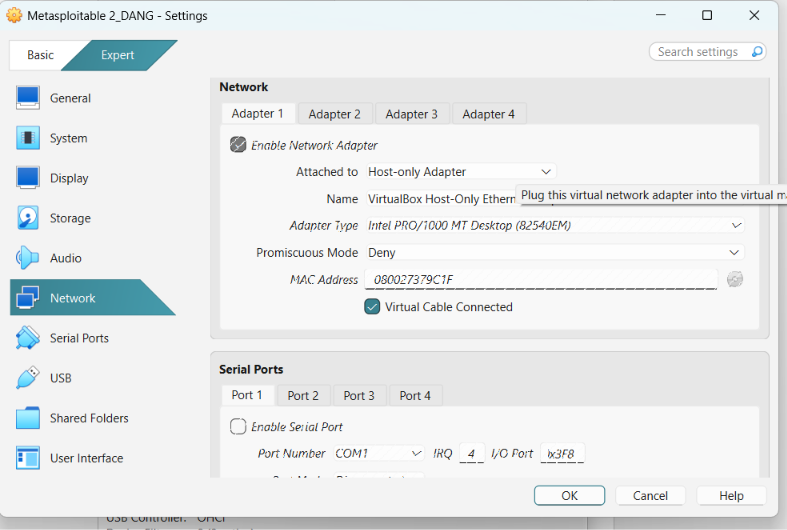 Metasploitable 2_DANG - Settings
Basic Expert
Search settings
General
System
Display
Storage
Audio
Network
Serial Ports
USB
Shared Folders
User Interface
Network
Adapter 1 Adapter 2 Adapter 3 Adapter 4
Enable Network Adapter
Attached to Host-only Adapter
Name VirtualBox Host-Only Ethern
Plug this virtual network adapter into the virtual
Adapter Type Intel PRO/1000 MT Desktop (82540EM)
Promiscuous Mode Deny
MAC Address 080027379C1F
Virtual Cable Connected
Serial Ports
Port 1 Port 2 Port 3 Port 4
Enable Serial Port
Port Number COM1 IRQ 4 I/O Port 0x3F8
OK Cancel Help
USB Controller: OHCI